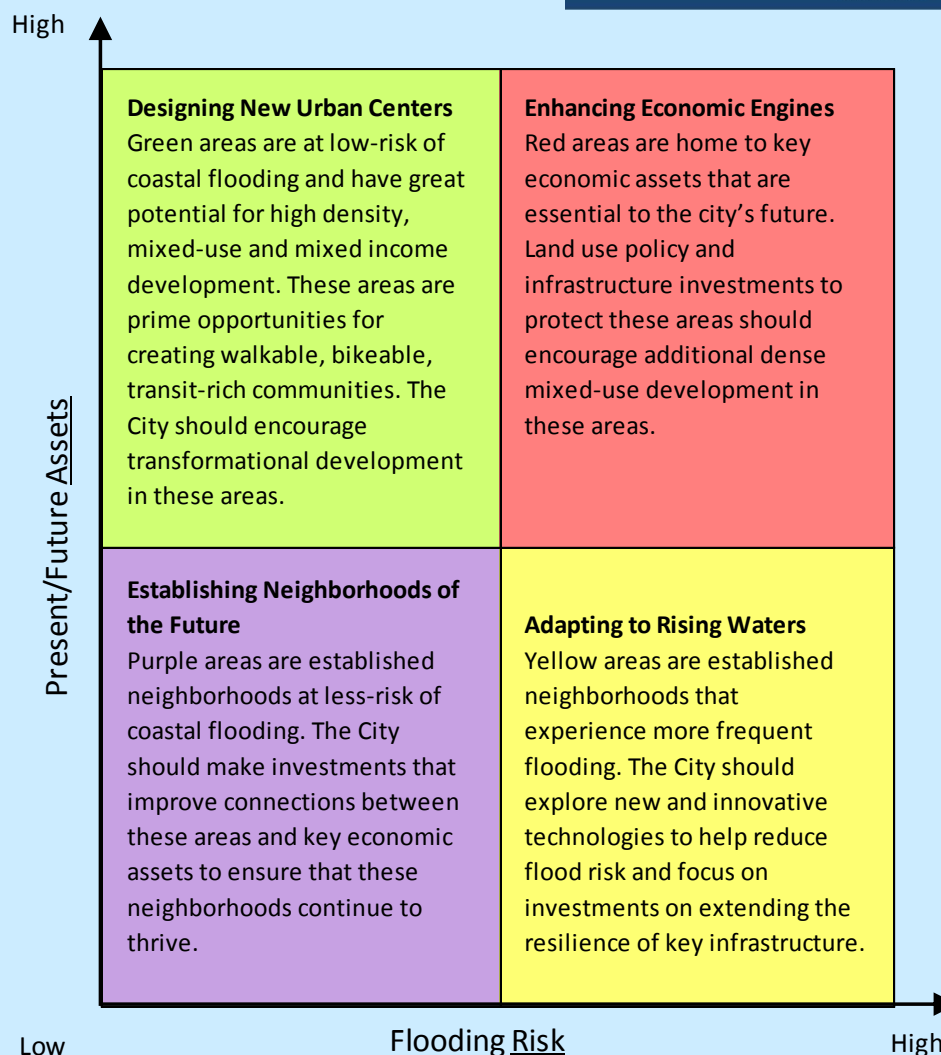 High
Designing New Urban Centers
Green areas are at low-risk of
coastal flooding and have great
potential for high density,
mixed-use and mixed income
development. These areas are
prime opportunities for
creating walkable, bikeable,
transit-rich communities. The
City should encourage
transformational development
in these areas.
Enhancing Economic Engines
Red areas are home to key
economic assets that are
essential to the city’s future.
Land use policy and
infrastructure investments to
protect these areas should
encourage additional dense
mixed-use development in
these areas.
Present/Future Assets
Establishing Neighborhoods of
the Future
Purple areas are established
neighborhoods at less-risk of
coastal flooding. The City
should make investments that
improve connections between
these areas and key economic
assets to ensure that these
neighborhoods continue to
thrive.
Adapting to Rising Waters
Yellow areas are established
neighborhoods that
experience more frequent
flooding. The City should
explore new and innovative
technologies to help reduce
flood risk and focus on
investments on extending the
resilience of key infrastructure.
Low
Flooding Risk
High